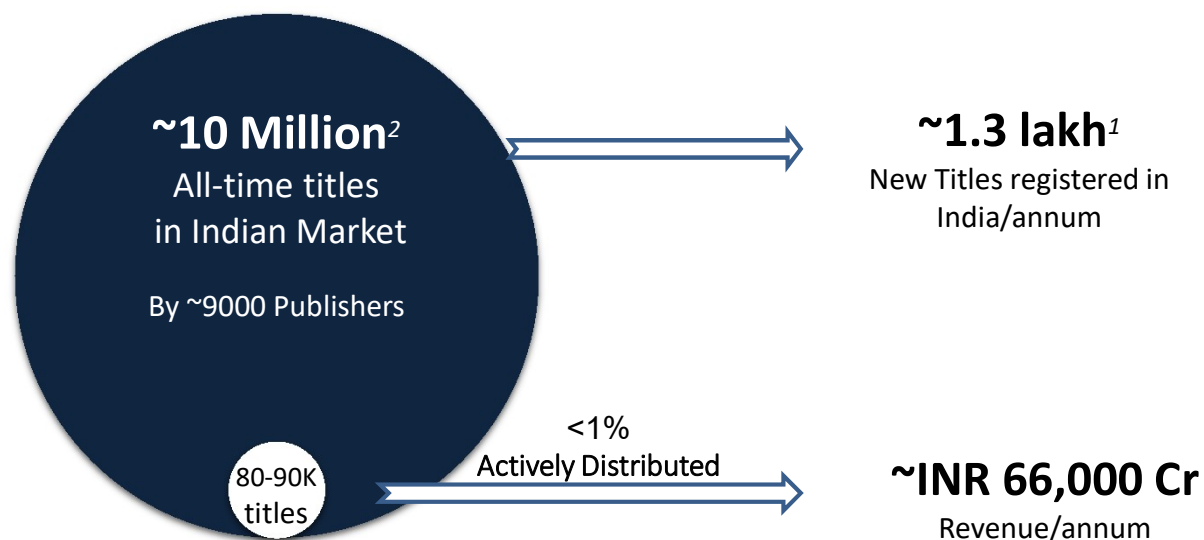 ~10 Million2
All-time titles
in Indian Market
By ~9000 Publishers
~1.3 lakh1
New Titles registered in
India/annum
80-90K
titles
<1%
Actively Distributed
~INR 66,000 Cr
Revenue/annum